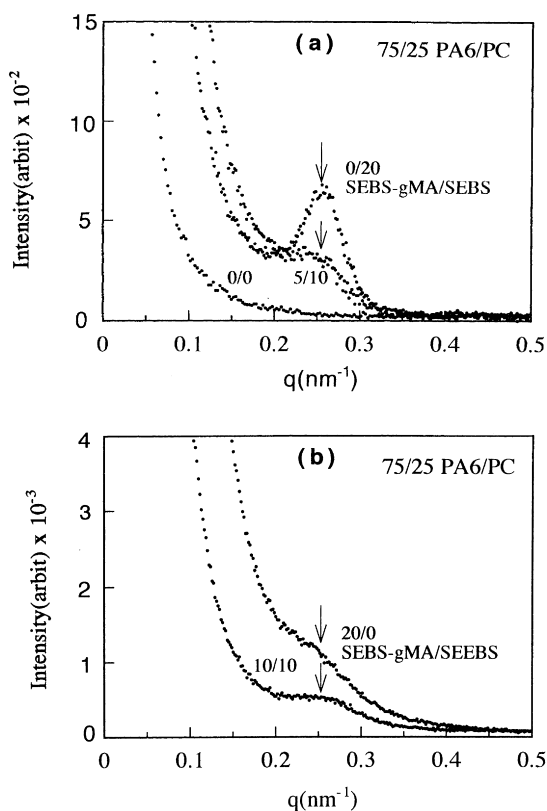 (a)
75/25 PA6/PC
15
10
5
0
Intensity(arbit) x 10-2
0/20
SEBS-gMA/SEBS
0/0
5/10
0
0.1
0.2
0.3
0.4
0.5
q(nm-1)
(b)
75/25 PA6/PC
4
3
2
1
0
Intensity(arbit) x 10-3
20/0
SEBS-gMA/SEEBS
10/10
0
0.1
0.2
0.3
0.4
0.5
q(nm-1)